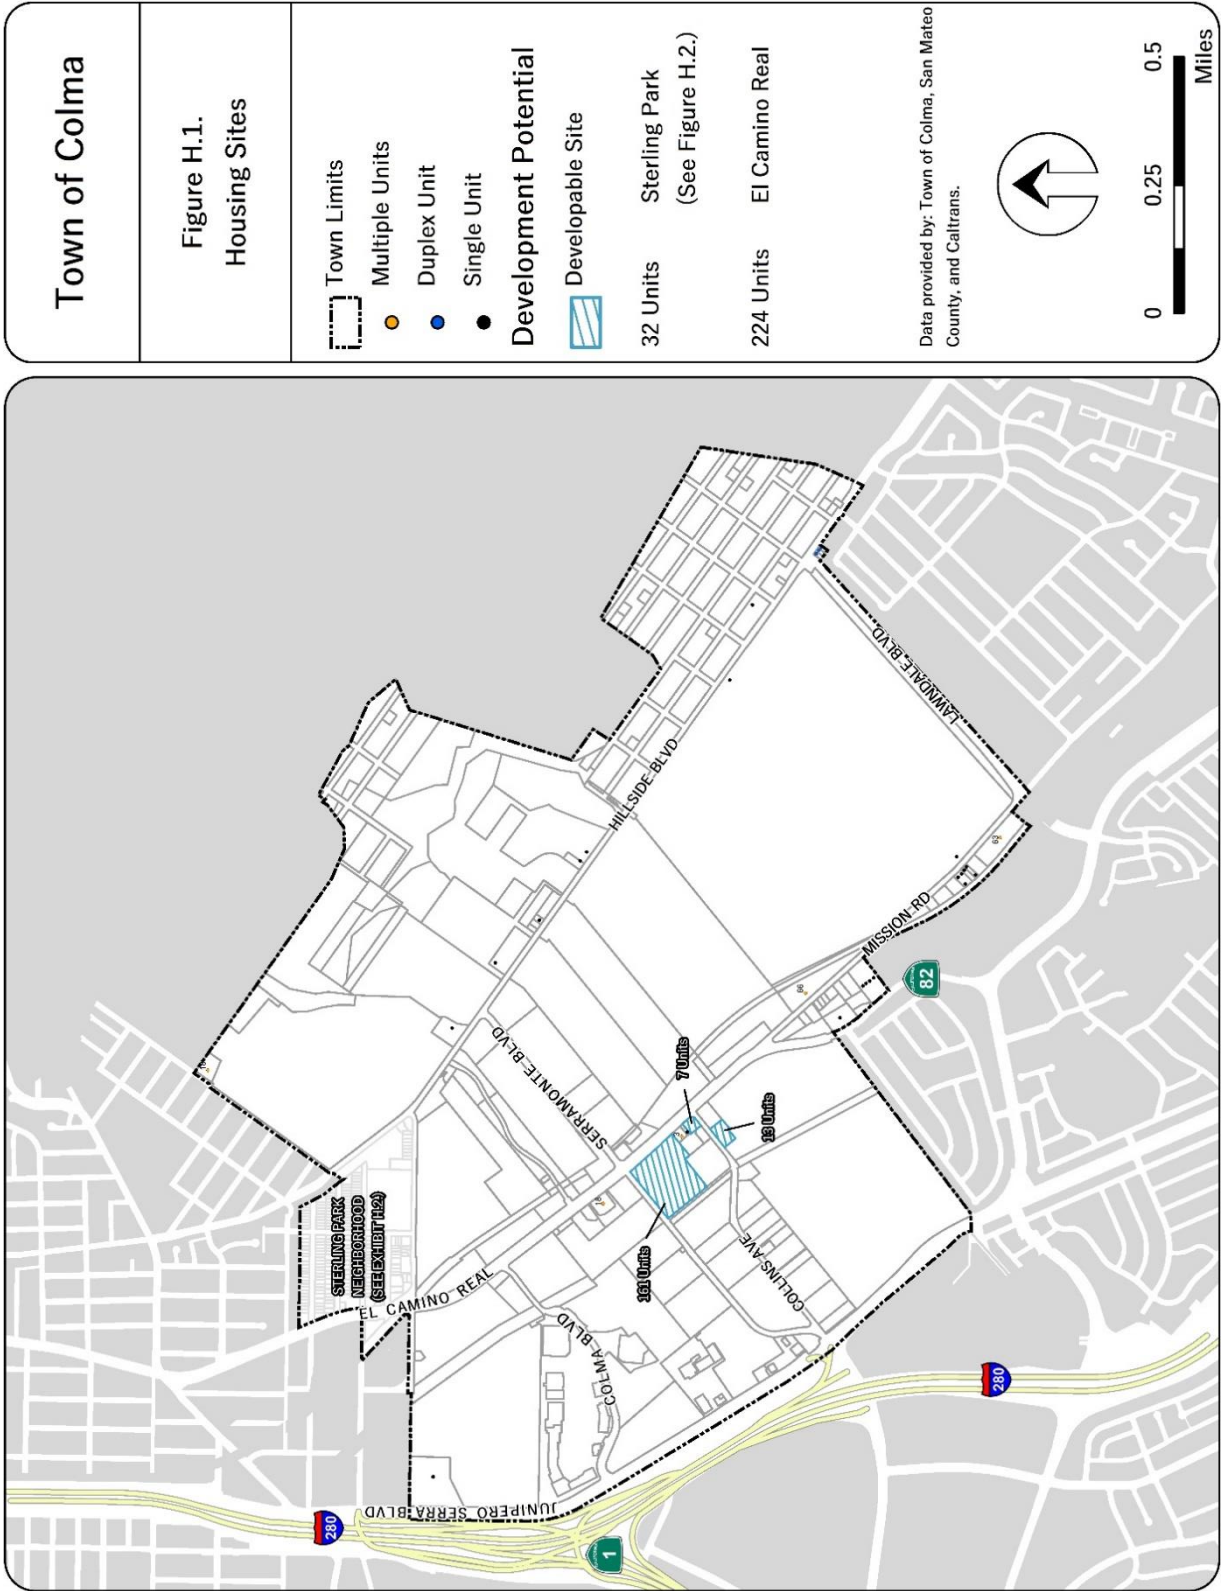 Town of Colma
Figure H.1.
Housing Sites
Town Limits
Multiple Units
Duplex Unit
Single Unit
Development Potential
Developable Site
32 Units Sterling Park
(See Figure H.2.)
224 Units El Camino Real
Data provided by: Town of Colma, San Mateo
County, and Caltrans.
0 0.25 0.5
Miles
280
1
JUNIPERO SERRA BLVD
STERLING PARK
NEIGHBORHOOD
(SEE EXHIBIT H.2)
EL CAMINO REAL
COLMA BLVD
SERRAMONTE BLVD
HILLSIDE BLVD
161 Units
7 Units
13 Units
COLLINS AVE
66
MISSION RD
82
63
LAWNDALE BLVD
280